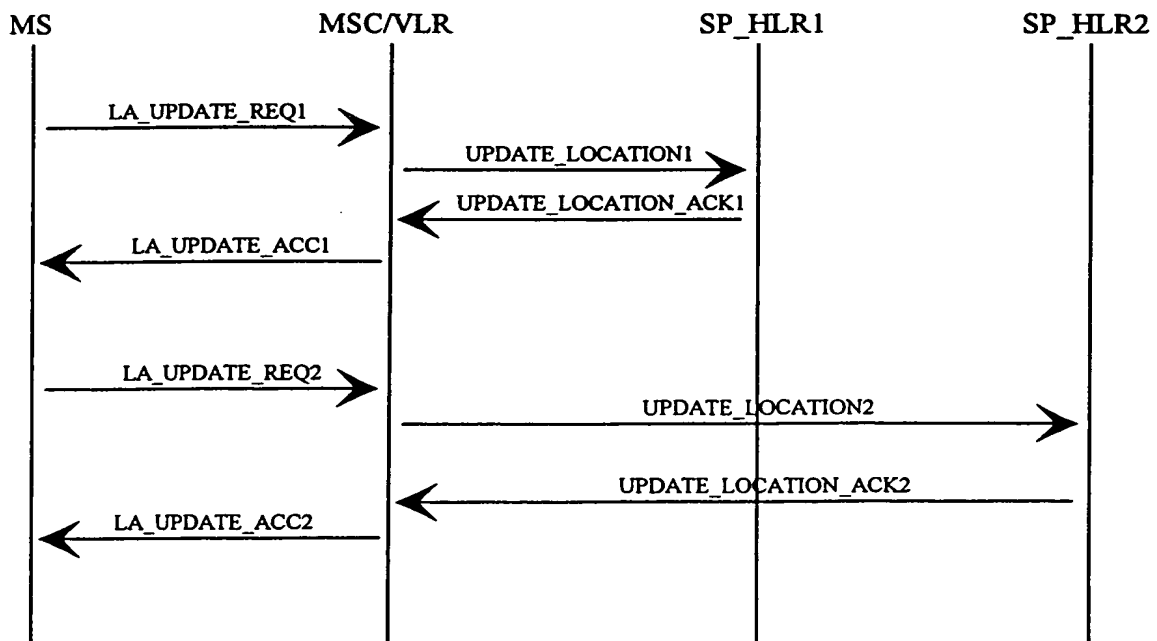 MS MSC/VLR SP_HLR1 SP_HLR2
LA_UPDATE_REQ1
UPDATE_LOCATION1
UPDATE_LOCATION_ACK1
LA_UPDATE_ACC1
LA_UPDATE_REQ2
UPDATE_LOCATION2
UPDATE_LOCATION_ACK2
LA_UPDATE_ACC2